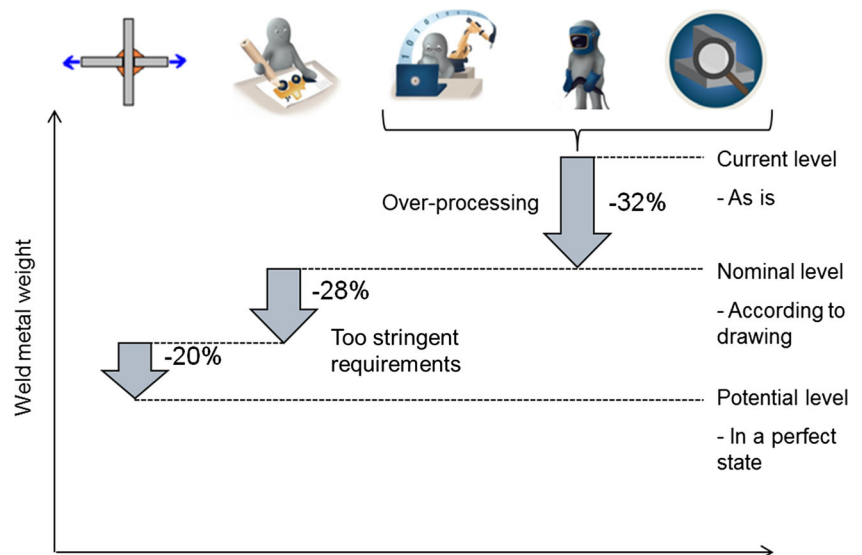 1010101
Current level
Over-processing
-32%
- As is
Nominal level
-28%
- According to
drawing
Too stringent
requirements
-20%
Potential level
- In a perfect
state
Weld metal weight